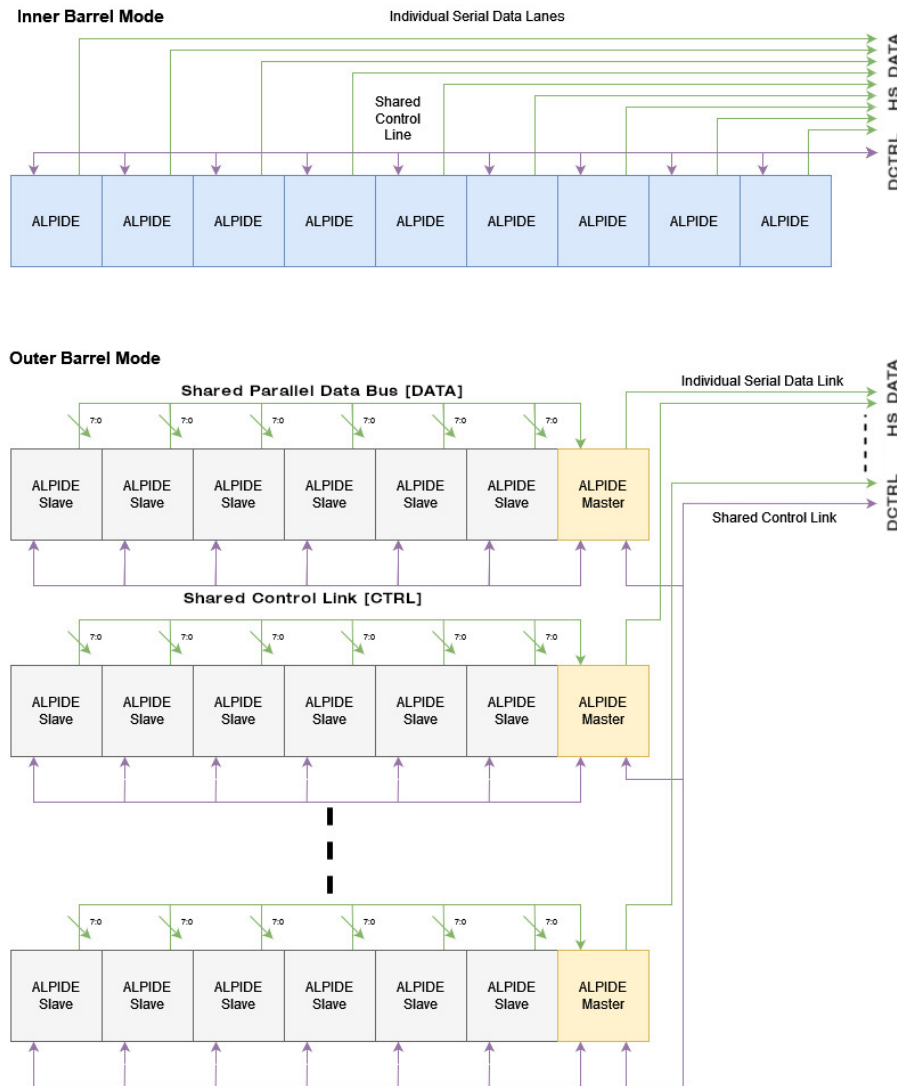 Inner Barrel Mode
Individual Serial Data Lanes
HS_DATA
Shared
Control
Line
DCTRL
ALPIDE
ALPIDE
ALPIDE
ALPIDE
ALPIDE
ALPIDE
ALPIDE
ALPIDE
ALPIDE
Outer Barrel Mode
Shared Parallel Data Bus [DATA]
Individual Serial Data Link
HS_DATA
7:0
7:0
7:0
7:0
7:0
7:0
ALPIDE
Slave
ALPIDE
Slave
ALPIDE
Slave
ALPIDE
Slave
ALPIDE
Slave
ALPIDE
Slave
ALPIDE
Master
DCTRL
Shared Control Link
Shared Control Link [CTRL]
7:0
7:0
7:0
7:0
7:0
7:0
ALPIDE
Slave
ALPIDE
Slave
ALPIDE
Slave
ALPIDE
Slave
ALPIDE
Slave
ALPIDE
Slave
ALPIDE
Master
7:0
7:0
7:0
7:0
7:0
7:0
ALPIDE
Slave
ALPIDE
Slave
ALPIDE
Slave
ALPIDE
Slave
ALPIDE
Slave
ALPIDE
Slave
ALPIDE
Master